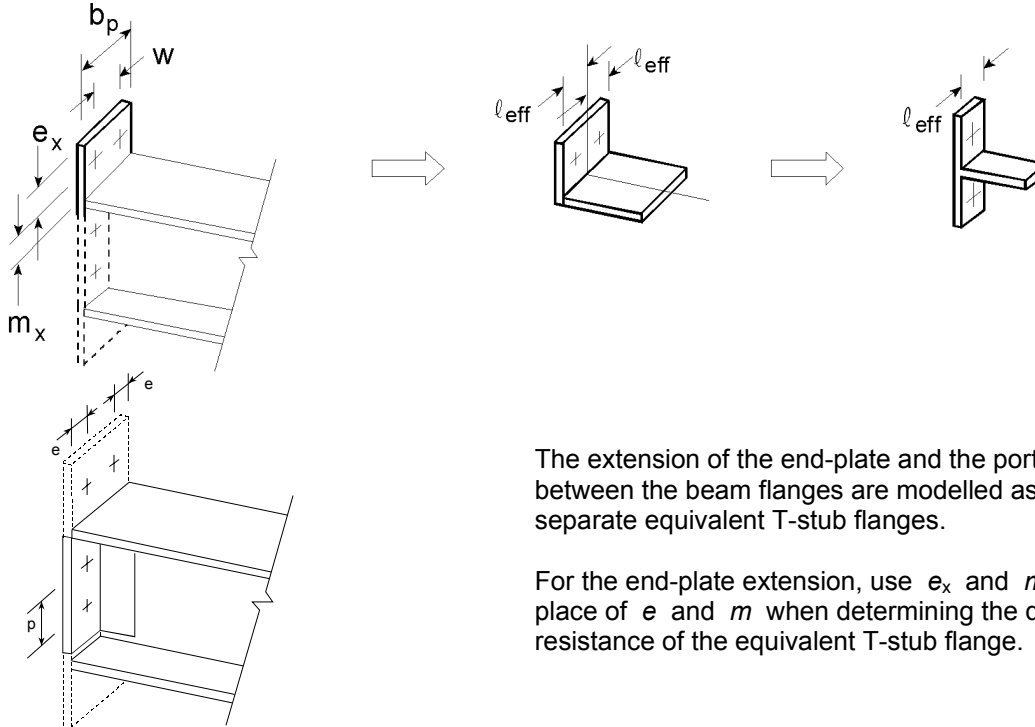 b_p
w
e_x
m_x
ℓ_eff
ℓ_eff
ℓ_eff
e
e
p
The extension of the end-plate and the
between the beam flanges are modelled as
separate equivalent T-stub flanges.
For the end-plate extension, use e_x and
place of e and m when determining the
resistance of the equivalent T-stub flange.